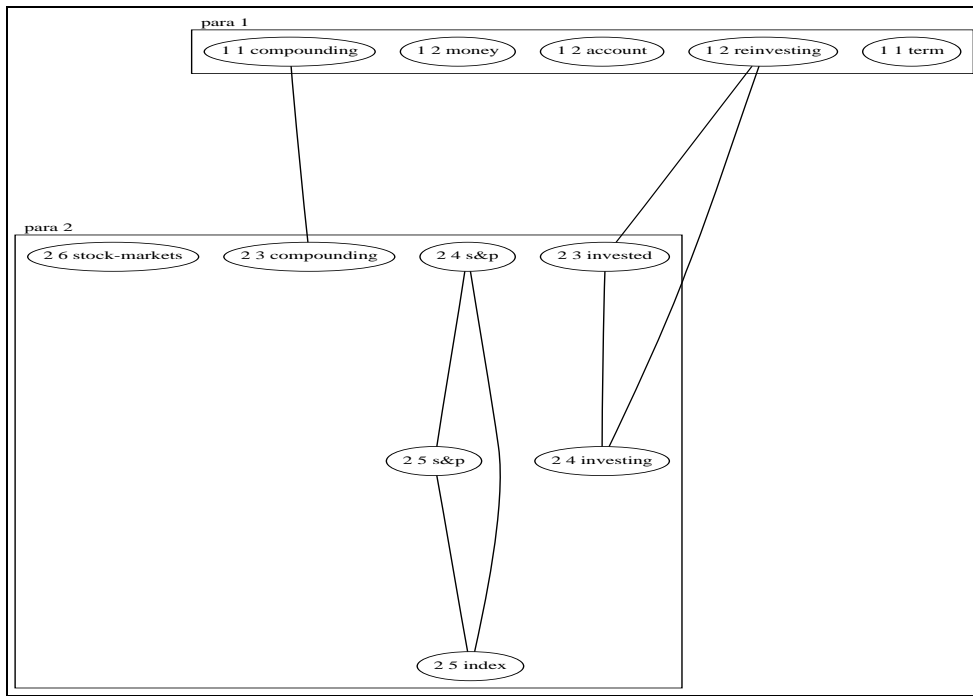 para 1
1 1 compounding 1 2 money 1 2 account 1 2 reinvesting 1 1 term
para 2
2 6 stock-markets 2 3 compounding 2 4 s&p 2 3 invested
2 5 s&p 2 4 investing
2 5 index